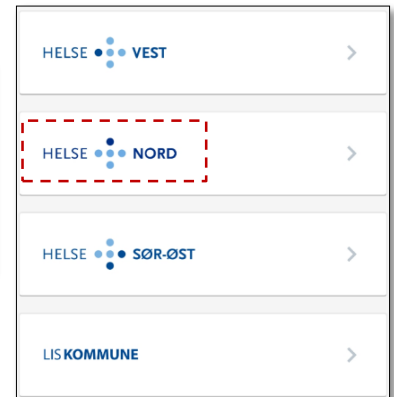 HELSE VEST
HELSE NORD
HELSE SØR-ØST
LIS KOMMUNE